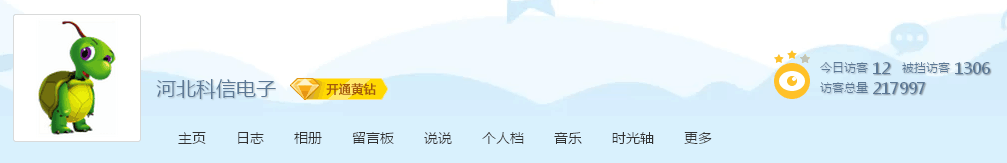 河北科信电子 开通黄钻
今日访客 12 被挡访客 1306
访客总量 217997
主页 日志 相册 留言板 说说 个人档 音乐 时光轴 更多